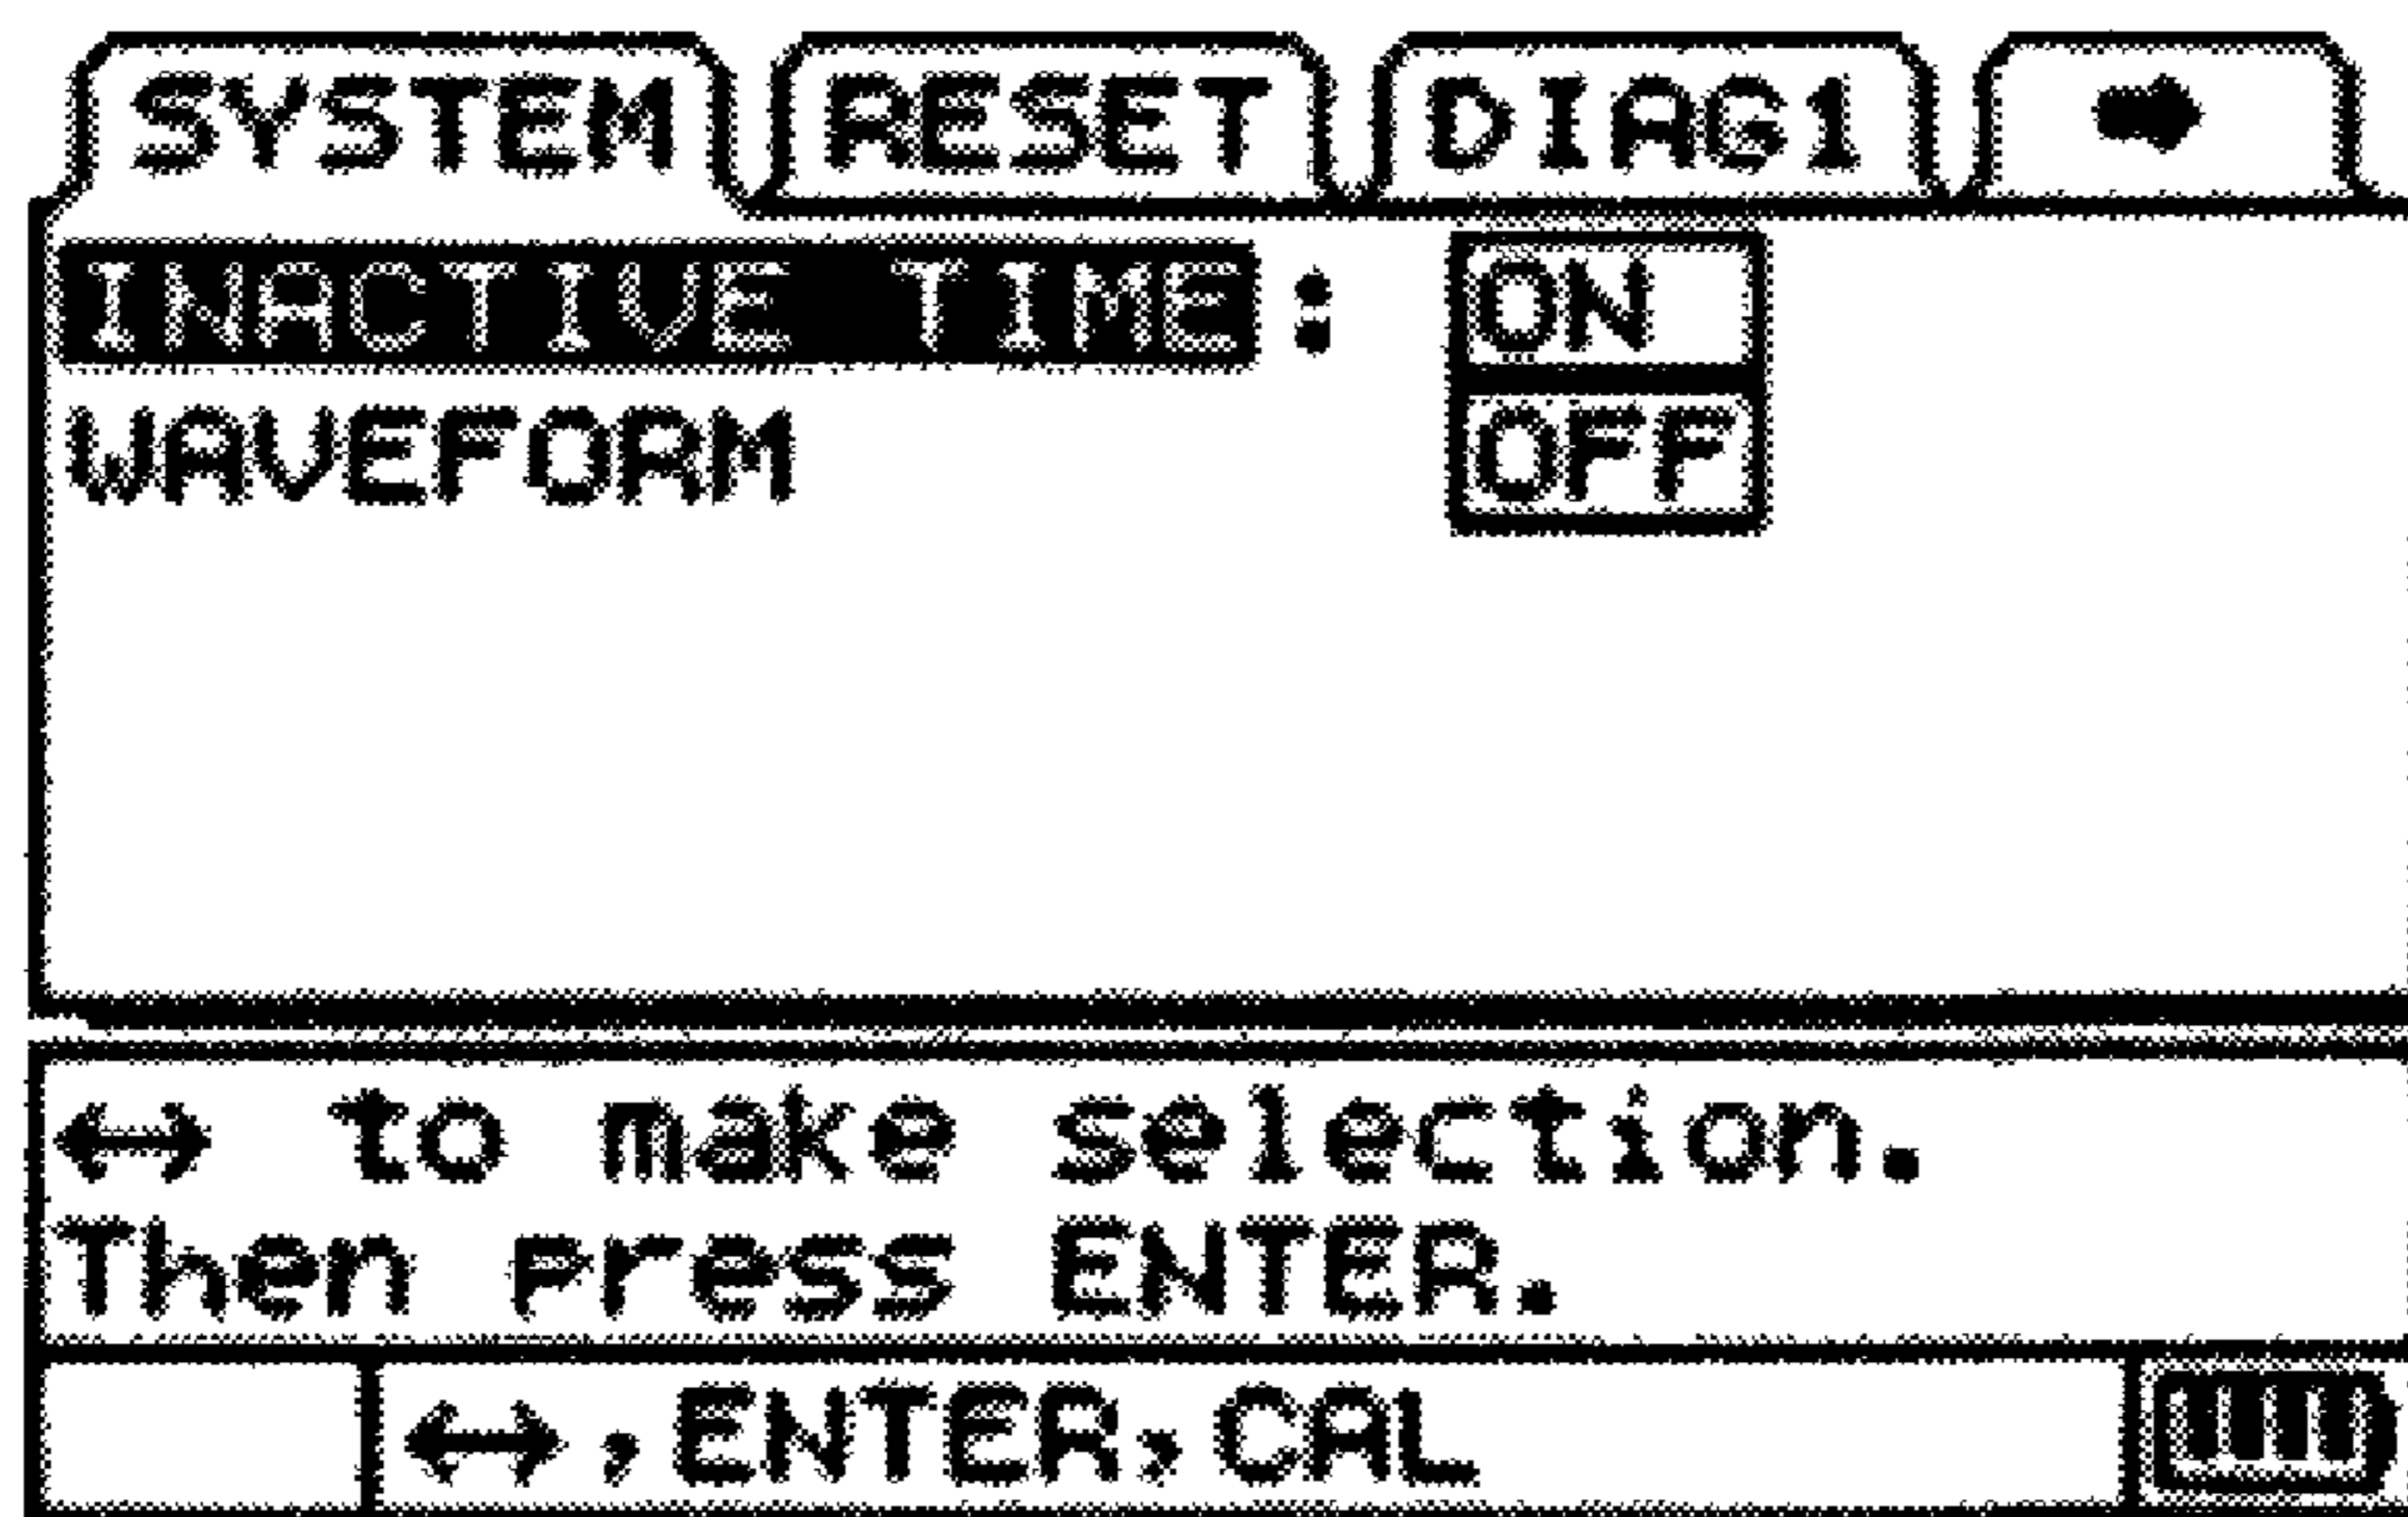 SYSTEM RESET DIAG1 ➡
INACTIVE TIME: ON
WAVEFORM OFF
↔ to make selection.
Then press ENTER.
↔,ENTER,CAL